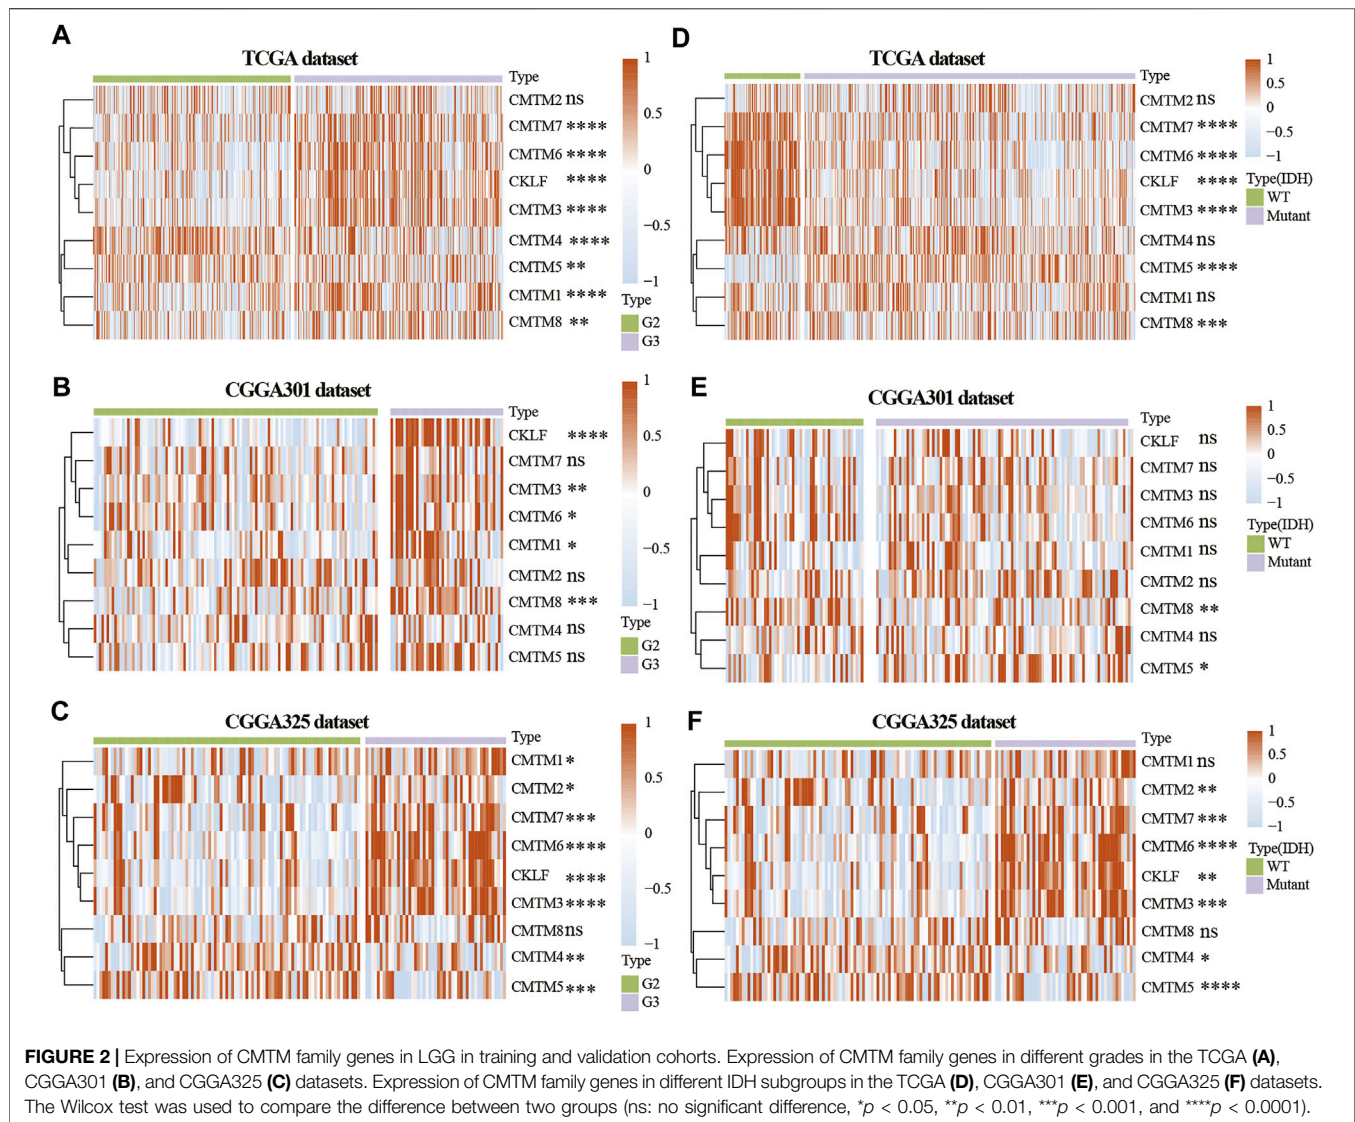 A
TCGA dataset
Type
CMTM2 ns
CMTM7 ****
CMTM6 ****
CKLF ****
CMTM3 ****
CMTM4 ****
CMTM5 **
CMTM1 ****
CMTM8 **
1
0.5
0
−0.5
−1
Type
G2
G3
B
CGGA301 dataset
Type
CKLF ****
CMTM7 ns
CMTM3 **
CMTM6 *
CMTM1 *
CMTM2 ns
CMTM8 ***
CMTM4 ns
CMTM5 ns
1
0.5
0
−0.5
−1
Type
G2
G3
C
CGGA325 dataset
Type
CMTM1 *
CMTM2 *
CMTM7 ***
CMTM6 ****
CKLF ****
CMTM3 ****
CMTM8 ns
CMTM4 **
CMTM5 ***
1
0.5
0
−0.5
−1
Type
G2
G3
D
TCGA dataset
Type
CMTM2 ns
CMTM7 ****
CMTM6 ****
CKLF ****
CMTM3 ****
CMTM4 ns
CMTM5 ****
CMTM1 ns
CMTM8 ***
1
0.5
0
−0.5
−1
Type(IDH)
WT
Mutant
E
CGGA301 dataset
Type
CKLF ns
CMTM7 ns
CMTM3 ns
CMTM6 ns
CMTM1 ns
CMTM2 ns
CMTM8 **
CMTM4 ns
CMTM5 *
1
0.5
0
−0.5
−1
Type(IDH)
WT
Mutant
F
CGGA325 dataset
Type
CMTM1 ns
CMTM2 **
CMTM7 ***
CMTM6 ****
CKLF **
CMTM3 ***
CMTM8 ns
CMTM4 *
CMTM5 ****
1
0.5
0
−0.5
−1
Type(IDH)
WT
Mutant
FIGURE 2 | Expression of CMTM family genes in LGG in training and validation cohorts. Expression of CMTM family genes in different grades in the TCGA (A),
CGGA301 (B), and CGGA325 (C) datasets. Expression of CMTM family genes in different IDH subgroups in the TCGA (D), CGGA301 (E), and CGGA325 (F) datasets.
The Wilcox test was used to compare the difference between two groups (ns: no significant difference, *p < 0.05, **p < 0.01, ***p < 0.001, and ****p < 0.0001).